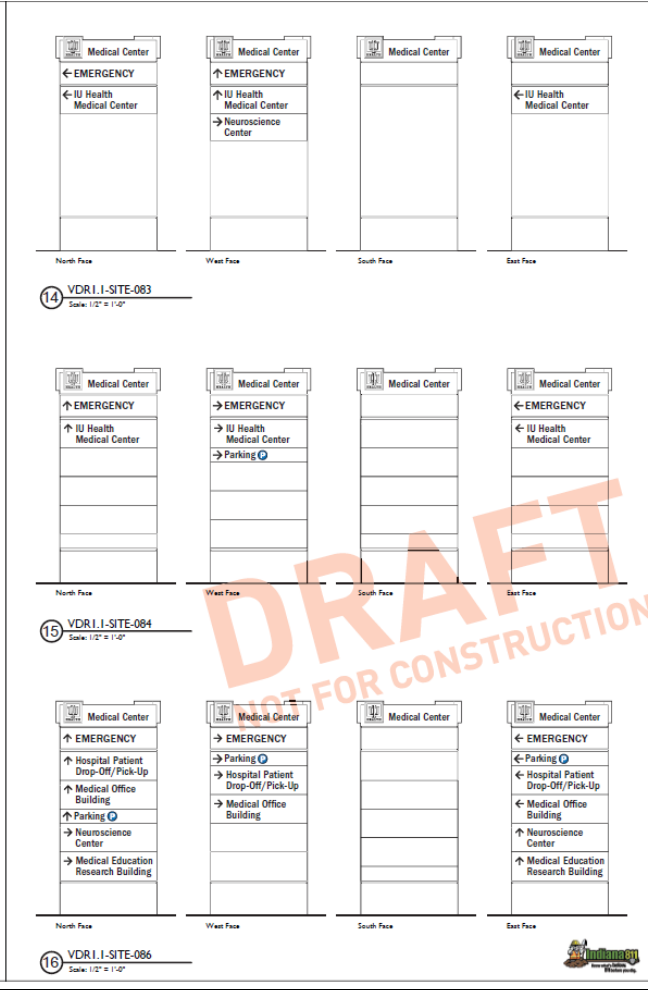 Medical Center
← EMERGENCY
← IU Health
Medical Center
North Face
Medical Center
↑ EMERGENCY
↑ IU Health
Medical Center
→ Neuroscience
Center
West Face
Medical Center
South Face
Medical Center
← IU Health
Medical Center
East Face
14 VDR1.1-SITE-083
Scale: 1/2" = 1'-0"
Medical Center
↑ EMERGENCY
↑ IU Health
Medical Center
North Face
Medical Center
→ EMERGENCY
→ IU Health
Medical Center
→ Parking P
West Face
Medical Center
South Face
Medical Center
← EMERGENCY
← IU Health
Medical Center
East Face
15 VDR1.1-SITE-084
Scale: 1/2" = 1'-0"
DRAFT
NOT FOR CONSTRUCTION
Medical Center
↑ EMERGENCY
↑ Hospital Patient
Drop-Off/Pick-Up
↑ Medical Office
Building
↑ Parking P
→ Neuroscience
Center
→ Medical Education
Research Building
North Face
Medical Center
→ EMERGENCY
→ Parking P
→ Hospital Patient
Drop-Off/Pick-Up
→ Medical Office
Building
West Face
Medical Center
South Face
Medical Center
← EMERGENCY
← Parking P
← Hospital Patient
Drop-Off/Pick-Up
← Medical Office
Building
↑ Neuroscience
Center
↑ Medical Education
Research Building
East Face
16 VDR1.1-SITE-086
Scale: 1/2" = 1'-0"
Indiana811